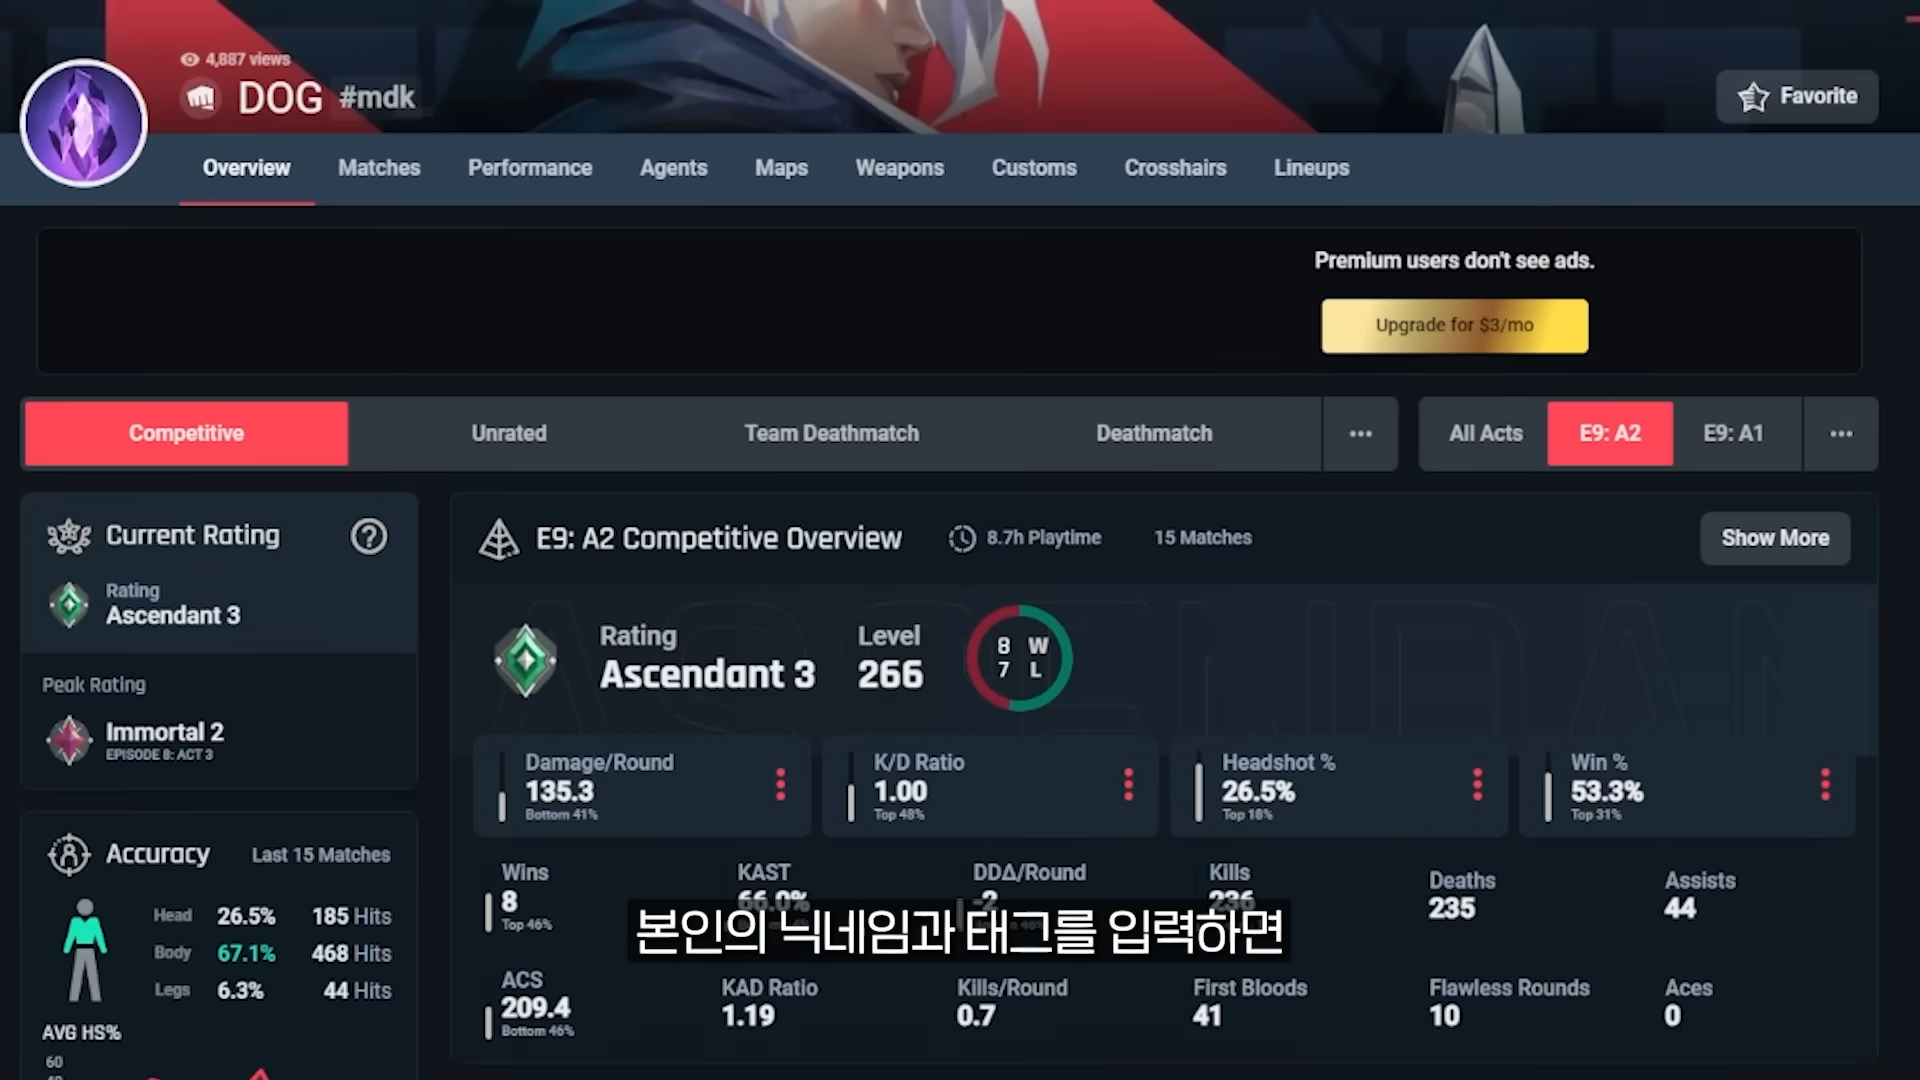 4,887 views
DOG #mdk
Favorite
Overview Matches Performance Agents Maps Weapons Customs Crosshairs Lineups
Premium users don't see ads.
Upgrade for $3/mo
Competitive Unrated Team Deathmatch Deathmatch ••• All Acts E9: A2 E9: A1 •••
Current Rating ?
Rating
Ascendant 3
Peak Rating
Immortal 2
EPISODE 8: ACT 3
Accuracy Last 15 Matches
Head 26.5% 185 Hits
Body 67.1% 468 Hits
Legs 6.3% 44 Hits
AVG HS%
60
E9: A2 Competitive Overview 8.7h Playtime 15 Matches Show More
ASCENDAN
Rating
Ascendant 3
Level
266
8 W
7 L
Damage/Round
135.3
Bottom 41%
K/D Ratio
1.00
Top 48%
Headshot %
26.5%
Top 18%
Win %
53.3%
Top 31%
Wins
8
Top 46%
KAST
66.0%
DDΔ/Round
-2
Kills
236
Deaths
235
Assists
44
본인의 닉네임과 태그를 입력하면
ACS
209.4
Bottom 46%
KAD Ratio
1.19
Kills/Round
0.7
First Bloods
41
Flawless Rounds
10
Aces
0